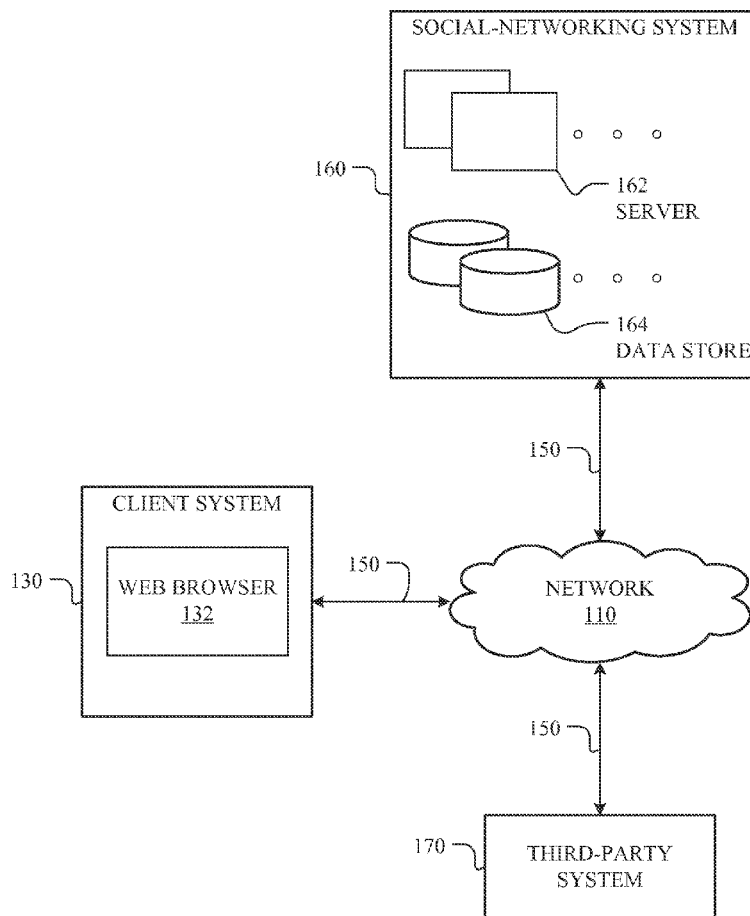 SOCIAL-NETWORKING SYSTEM
160
162
SERVER
164
DATA STORE
150
CLIENT SYSTEM
130
WEB BROWSER
132
150
NETWORK
110
150
170
THIRD-PARTY
SYSTEM